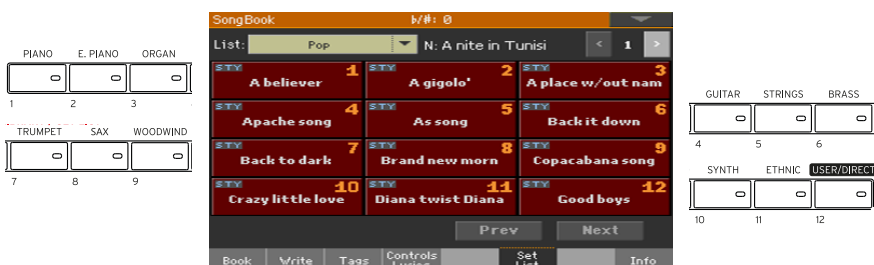 SongBook ♭/#: 0
List: Pop N: A nite in Tunisi < 1 >
PIANO E. PIANO ORGAN
1 2 3
TRUMPET SAX WOODWIND
7 8 9
STY 1 A believer
STY 2 A gigolo'
STY 3 A place w/out nam
STY 4 Apache song
STY 5 As song
STY 6 Back it down
STY 7 Back to dark
STY 8 Brand new morn
STY 9 Copacabana song
STY 10 Crazy little love
STY 11 Diana twist Diana
STY 12 Good boys
Prev Next
Book Write Tags Controls Set List Info
GUITAR STRINGS BRASS
4 5 6
SYNTH ETHNIC USER/DIRECT
10 11 12